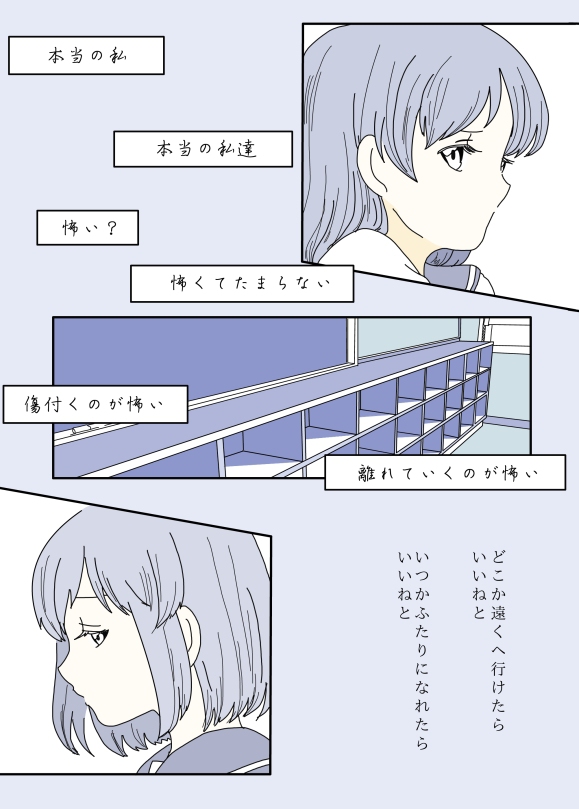 本当の私
本当の私達
怖い？
怖くてたまらない
傷付くのが怖い
離れていくのが怖い
どこか遠くへ行けたら
いいねと
いつかふたりになれたら
いいねと